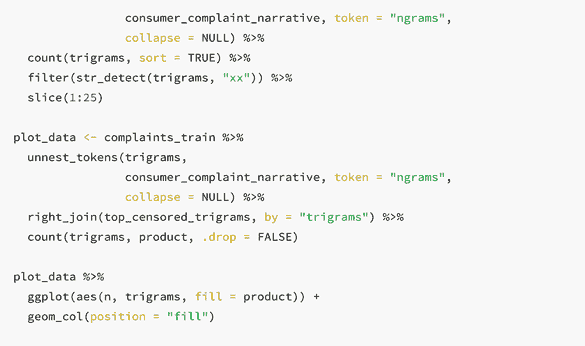 consumer_complaint_narrative, token = "ngrams",
collapse = NULL) %>%
count(trigrams, sort = TRUE) %>%
filter(str_detect(trigrams, "xx")) %>%
slice(1:25)
plot_data <- complaints_train %>%
unnest_tokens(trigrams,
consumer_complaint_narrative, token = "ngrams",
collapse = NULL) %>%
right_join(top_censored_trigrams, by = "trigrams") %>%
count(trigrams, product, .drop = FALSE)
plot_data %>%
ggplot(aes(n, trigrams, fill = product)) +
geom_col(position = "fill")